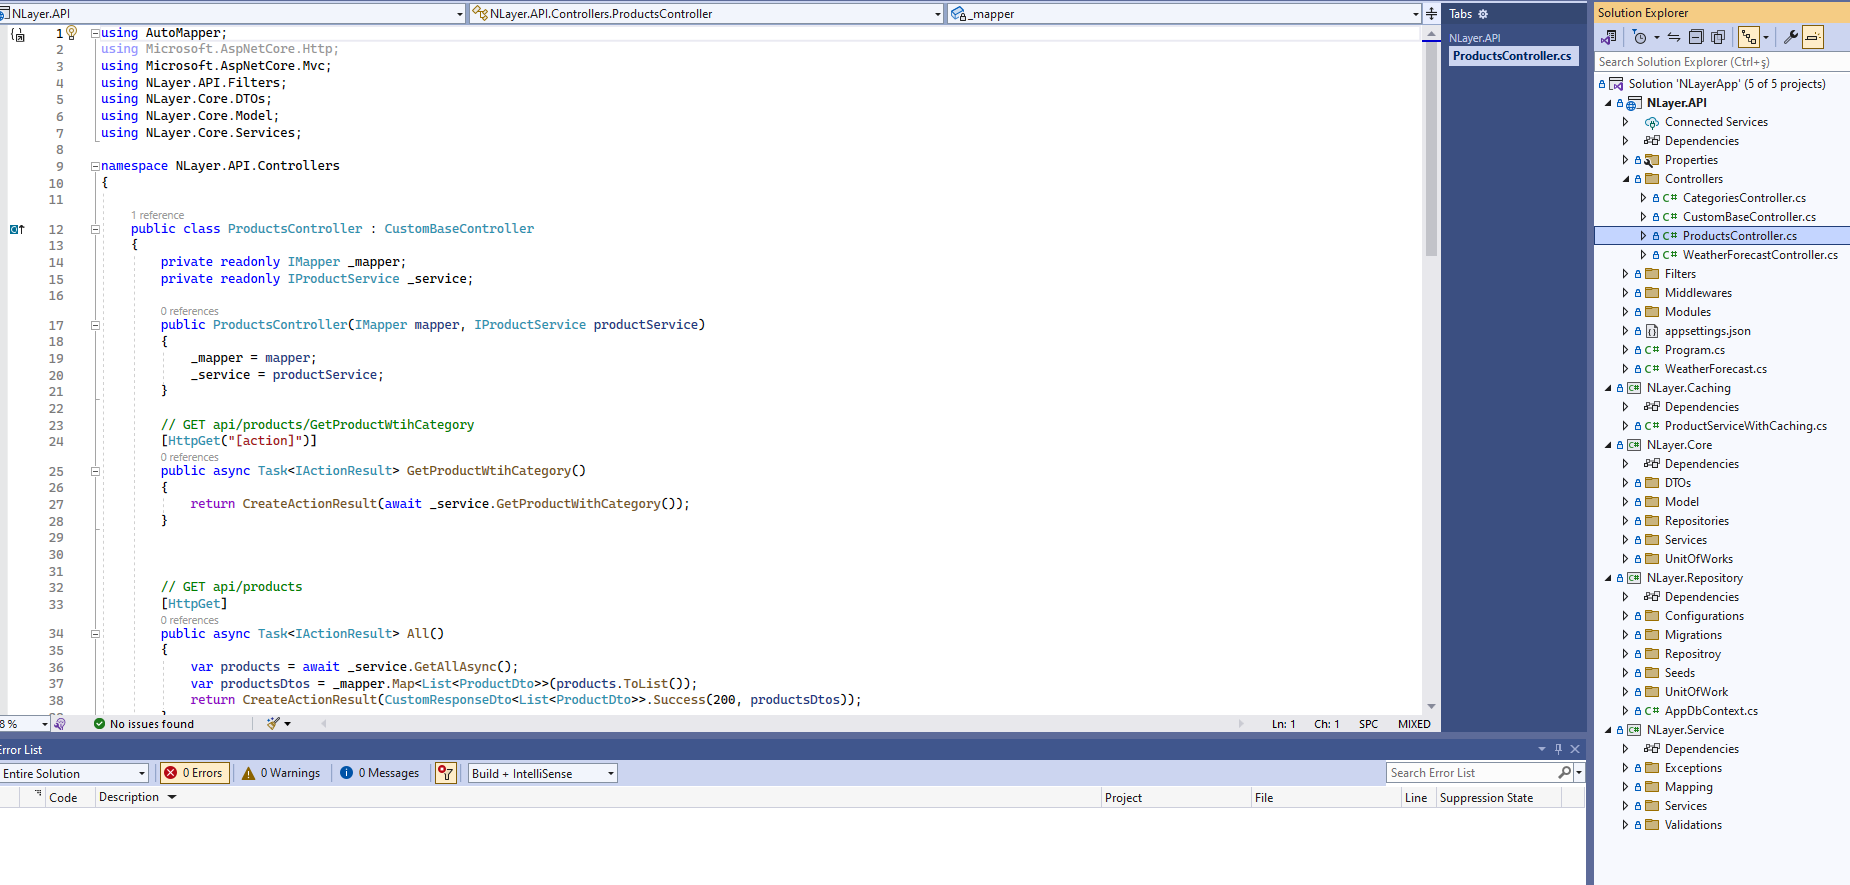 NLayer.API
NLayer.API.Controllers.ProductsController
_mapper
1 using AutoMapper;
2 using Microsoft.AspNetCore.Http;
3 using Microsoft.AspNetCore.Mvc;
4 using NLayer.API.Filters;
5 using NLayer.Core.DTOs;
6 using NLayer.Core.Model;
7 using NLayer.Core.Services;
8
9 namespace NLayer.API.Controllers
10 {
11
1 reference
12 public class ProductsController : CustomBaseController
13 {
14 private readonly IMapper _mapper;
15 private readonly IProductService _service;
16
0 references
17 public ProductsController(IMapper mapper, IProductService productService)
18 {
19 _mapper = mapper;
20 _service = productService;
21 }
22
23 // GET api/products/GetProductWtihCategory
24 [HttpGet("[action]")]
0 references
25 public async Task<IActionResult> GetProductWtihCategory()
26 {
27 return CreateActionResult(await _service.GetProductWithCategory());
28 }
29
30
31
32 // GET api/products
33 [HttpGet]
0 references
34 public async Task<IActionResult> All()
35 {
36 var products = await _service.GetAllAsync();
37 var productsDtos = _mapper.Map<List<ProductDto>>(products.ToList());
38 return CreateActionResult(CustomResponseDto<List<ProductDto>>.Success(200, productsDtos));
8 %
No issues found
Ln: 1 Ch: 1 SPC MIXED
Tabs
NLayer.API
ProductsController.cs
Error List
Entire Solution
0 Errors
0 Warnings
0 Messages
Build + IntelliSense
Search Error List
Code Description Project File Line Suppression State
Solution Explorer
Search Solution Explorer (Ctrl+ş)
Solution 'NLayerApp' (5 of 5 projects)
NLayer.API
Connected Services
Dependencies
Properties
Controllers
C# CategoriesController.cs
C# CustomBaseController.cs
C# ProductsController.cs
C# WeatherForecastController.cs
Filters
Middlewares
Modules
appsettings.json
C# Program.cs
C# WeatherForecast.cs
C# NLayer.Caching
Dependencies
C# ProductServiceWithCaching.cs
C# NLayer.Core
Dependencies
DTOs
Model
Repositories
Services
UnitOfWorks
C# NLayer.Repository
Dependencies
Configurations
Migrations
Repositroy
Seeds
UnitOfWork
C# AppDbContext.cs
C# NLayer.Service
Dependencies
Exceptions
Mapping
Services
Validations